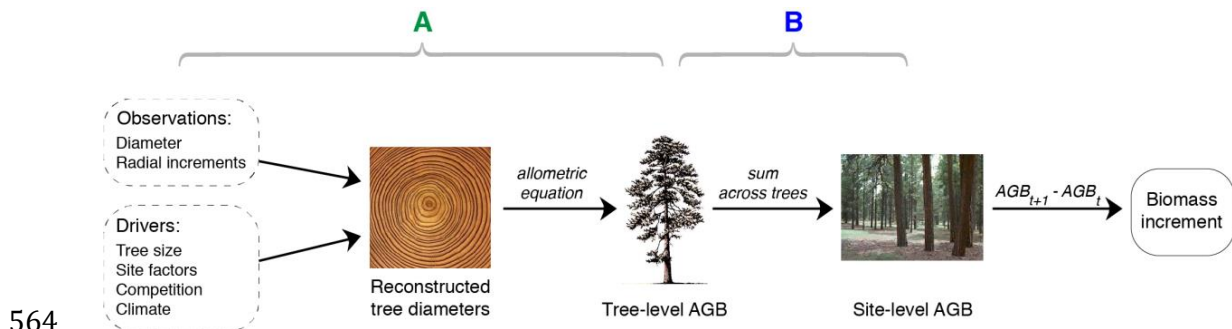 A
B
Observations:
Diameter
Radial increments
Drivers:
Tree size
Site factors
Competition
Climate
Reconstructed
tree diameters
allometric
equation
Tree-level AGB
sum
across trees
Site-level AGB
AGBₜ₊₁ - AGBₜ
Biomass
increment
564